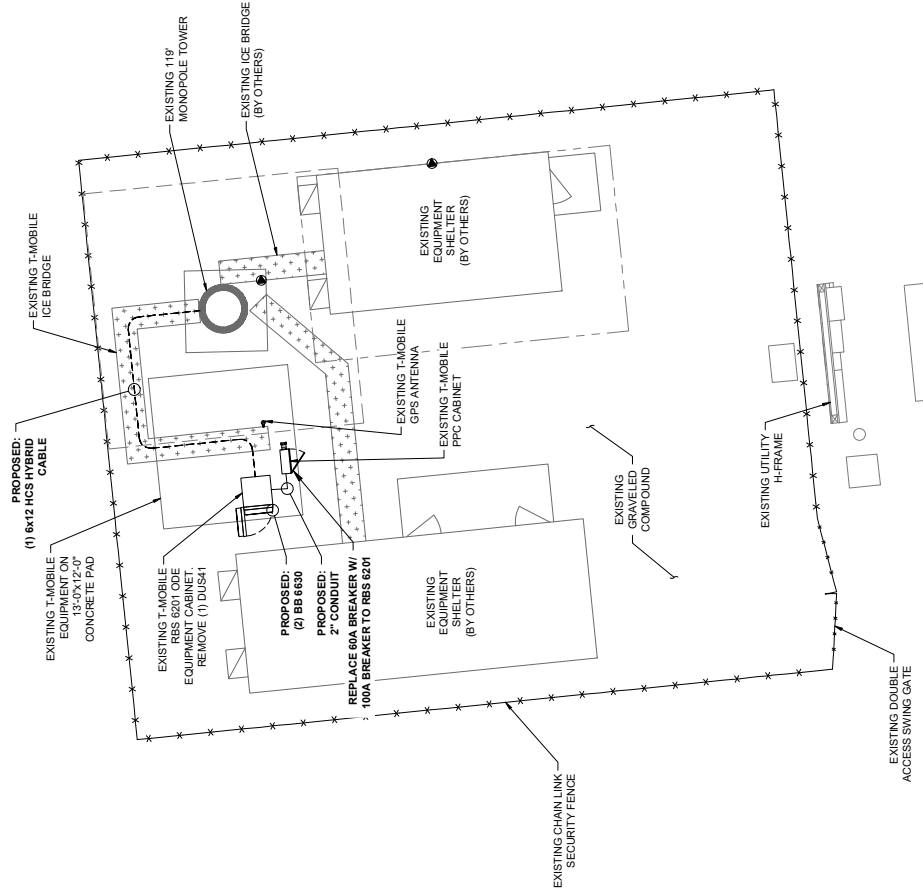 PROPOSED:
(1) 6x12 HCS HYBRID
CABLE
EXISTING T-MOBILE
ICE BRIDGE
EXISTING 119'
MONOPOLE TOWER
EXISTING ICE BRIDGE
(BY OTHERS)
EXISTING T-MOBILE
EQUIPMENT ON
13'-0"x12'-0"
CONCRETE PAD
EXISTING T-MOBILE
RBS 6201 ODE
EQUIPMENT CABINET.
REMOVE (1) DUS41
PROPOSED:
(2) BB 6630
PROPOSED:
2" CONDUIT
REPLACE 60A BREAKER W/
100A BREAKER TO RBS 6201
EXISTING T-MOBILE
GPS ANTENNA
EXISTING T-MOBILE
PPC CABINET
EXISTING
EQUIPMENT
SHELTER
(BY OTHERS)
EXISTING
EQUIPMENT
SHELTER
(BY OTHERS)
EXISTING
GRAVELED
COMPOUND
EXISTING UTILITY
H-FRAME
EXISTING CHAIN LINK
SECURITY FENCE
EXISTING DOUBLE
ACCESS SWING GATE